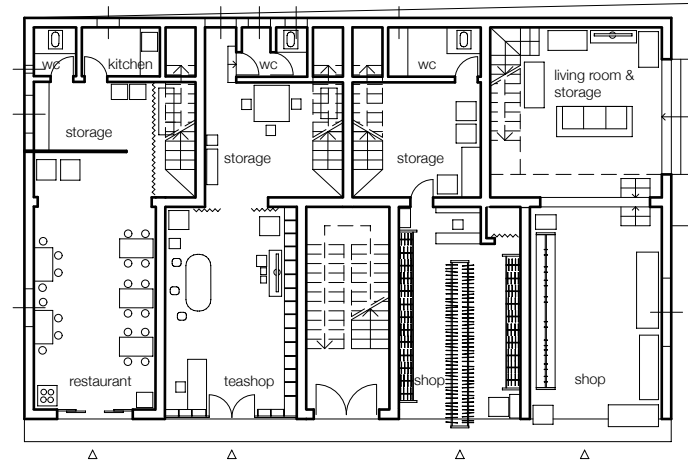 wc
kitchen
wc
wc
living room &
storage
storage
storage
storage
restaurant
teashop
shop
shop